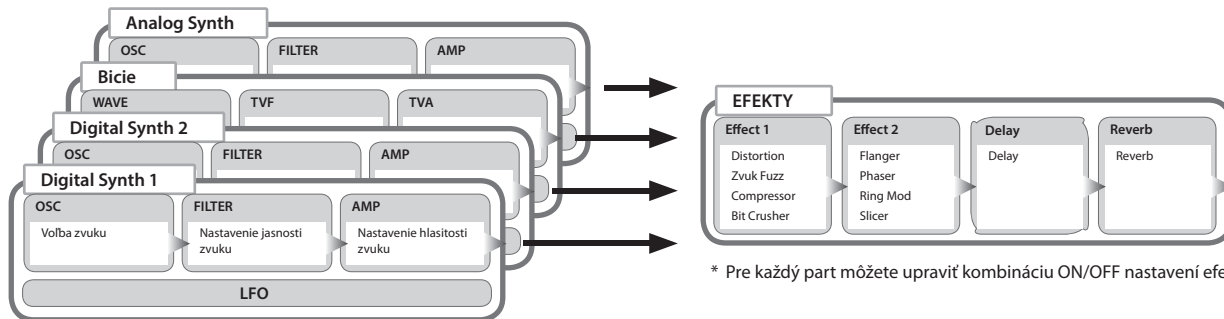 Analog Synth
OSC FILTER AMP
Bicie
WAVE TVF TVA
Digital Synth 2
OSC FILTER AMP
Digital Synth 1
OSC FILTER AMP
Voľba zvuku
Nastavenie jasnosti
zvuku
Nastavenie hlasitosti
zvuku
LFO
EFEKTY
Effect 1
Distortion
Zvuk Fuzz
Compressor
Bit Crusher
Effect 2
Flanger
Phaser
Ring Mod
Slicer
Delay
Delay
Reverb
Reverb
* Pre každý part môžete upraviť kombináciu ON/OFF nastavení